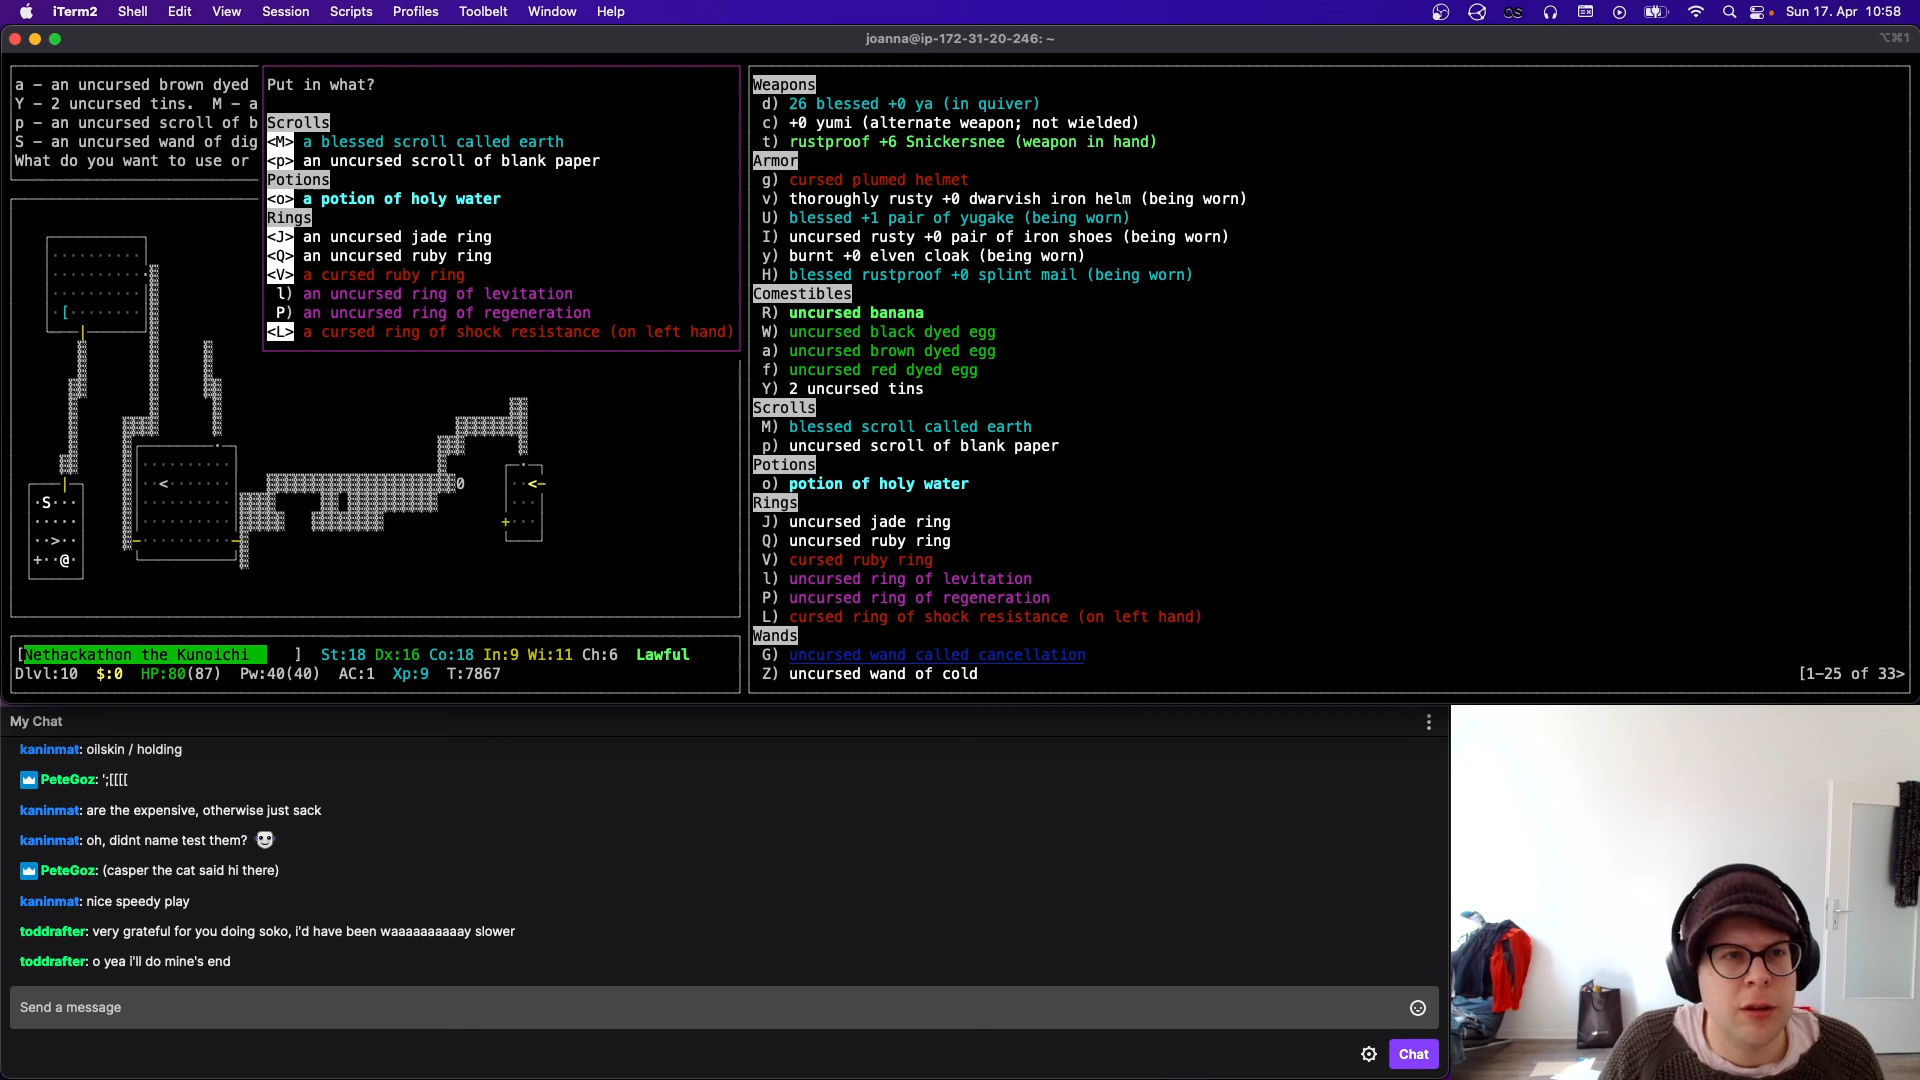 iTerm2 Shell Edit View Session Scripts Profiles Toolbelt Window Help Sun 17. Apr 10:58
joanna@ip-172-31-20-246: ~ ⌥⌘1
a – an uncursed brown dyed
Y – 2 uncursed tins. M – a
p – an uncursed scroll of b
S – an uncursed wand of dig
What do you want to use or
Put in what?
Scrolls
<M> a blessed scroll called earth
<p> an uncursed scroll of blank paper
Potions
<o> a potion of holy water
Rings
<J> an uncursed jade ring
<Q> an uncursed ruby ring
<V> a cursed ruby ring
l) an uncursed ring of levitation
P) an uncursed ring of regeneration
<L> a cursed ring of shock resistance (on left hand)
Weapons
d) 26 blessed +0 ya (in quiver)
c) +0 yumi (alternate weapon; not wielded)
t) rustproof +6 Snickersnee (weapon in hand)
Armor
g) cursed plumed helmet
v) thoroughly rusty +0 dwarvish iron helm (being worn)
U) blessed +1 pair of yugake (being worn)
I) uncursed rusty +0 pair of iron shoes (being worn)
y) burnt +0 elven cloak (being worn)
H) blessed rustproof +0 splint mail (being worn)
Comestibles
R) uncursed banana
W) uncursed black dyed egg
a) uncursed brown dyed egg
f) uncursed red dyed egg
Y) 2 uncursed tins
Scrolls
M) blessed scroll called earth
p) uncursed scroll of blank paper
Potions
o) potion of holy water
Rings
J) uncursed jade ring
Q) uncursed ruby ring
V) cursed ruby ring
l) uncursed ring of levitation
P) uncursed ring of regeneration
L) cursed ring of shock resistance (on left hand)
Wands
G) uncursed wand called cancellation
Z) uncursed wand of cold
[1-25 of 33>
[Nethackathon the Kunoichi ] St:18 Dx:16 Co:18 In:9 Wi:11 Ch:6 Lawful
Dlvl:10 $:0 HP:80(87) Pw:40(40) AC:1 Xp:9 T:7867
My Chat
kaninmat: oilskin / holding
PeteGoz: ';[[[[
kaninmat: are the expensive, otherwise just sack
kaninmat: oh, didnt name test them?
PeteGoz: (casper the cat said hi there)
kaninmat: nice speedy play
toddrafter: very grateful for you doing soko, i'd have been waaaaaaaaaay slower
toddrafter: o yea i'll do mine's end
Send a message
Chat